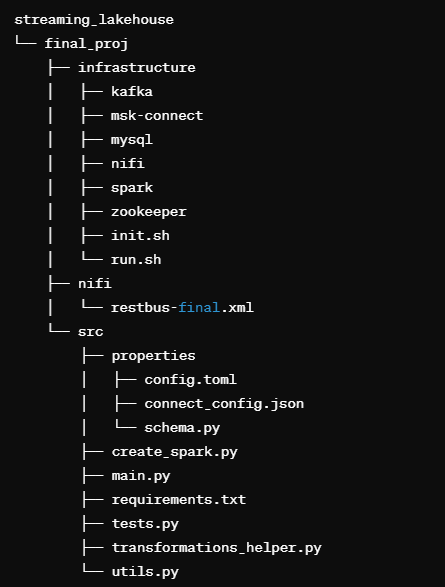 streaming_lakehouse
└── final_proj
    ├── infrastructure
    │   ├── kafka
    │   ├── msk-connect
    │   ├── mysql
    │   ├── nifi
    │   ├── spark
    │   ├── zookeeper
    │   ├── init.sh
    │   └── run.sh
    ├── nifi
    │   └── restbus-final.xml
    └── src
        ├── properties
        │   ├── config.toml
        │   ├── connect_config.json
        │   └── schema.py
        ├── create_spark.py
        ├── main.py
        ├── requirements.txt
        ├── tests.py
        ├── transformations_helper.py
        └── utils.py